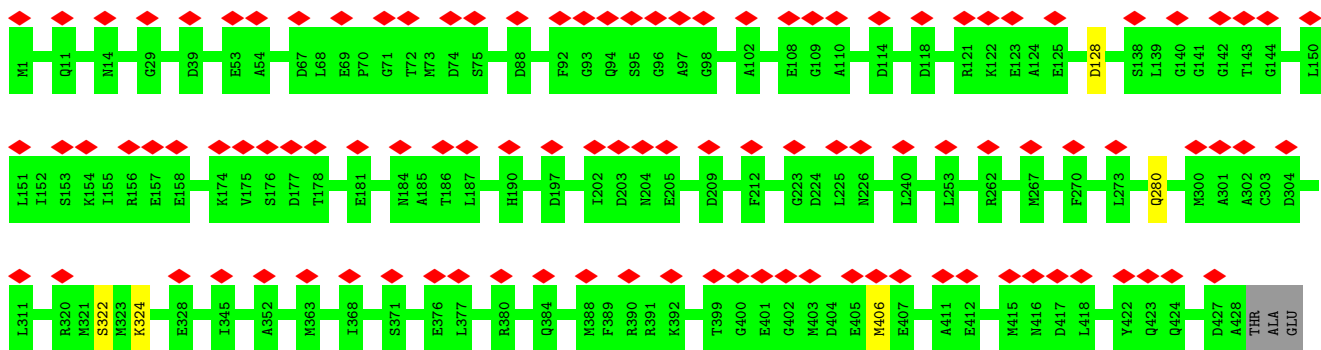 M1 Q11 N14 G29 D39 E53 A54 D67 L68 E69 P70 G71 T72 M73 D74 S75 D88 F92 G93 Q94 S95 G96 A97 G98 A102 E108 G109 A110 D114 D118 R121 K122 E123 A124 E125 D128 S138 L139 G140 G141 G142 T143 G144 L150
L151 I152 S153 K154 I155 R156 E157 E158 K174 V175 S176 D177 T178 E181 N184 A185 T186 L187 H190 D197 I202 D203 N204 E205 D209 F212 G223 D224 L225 N226 L240 L253 R262 M267 F270 L273 Q280 M300 A301 A302 C303 D304
L311 R320 M321 S322 M323 K324 E328 I345 A352 M363 I368 S371 E376 L377 R380 Q384 M388 F389 R390 R391 K392 T399 G400 E401 G402 M403 D404 E405 M406 E407 A411 E412 M415 N416 D417 L418 Y422 Q423 Q424 D427 A428 THR ALA GLU